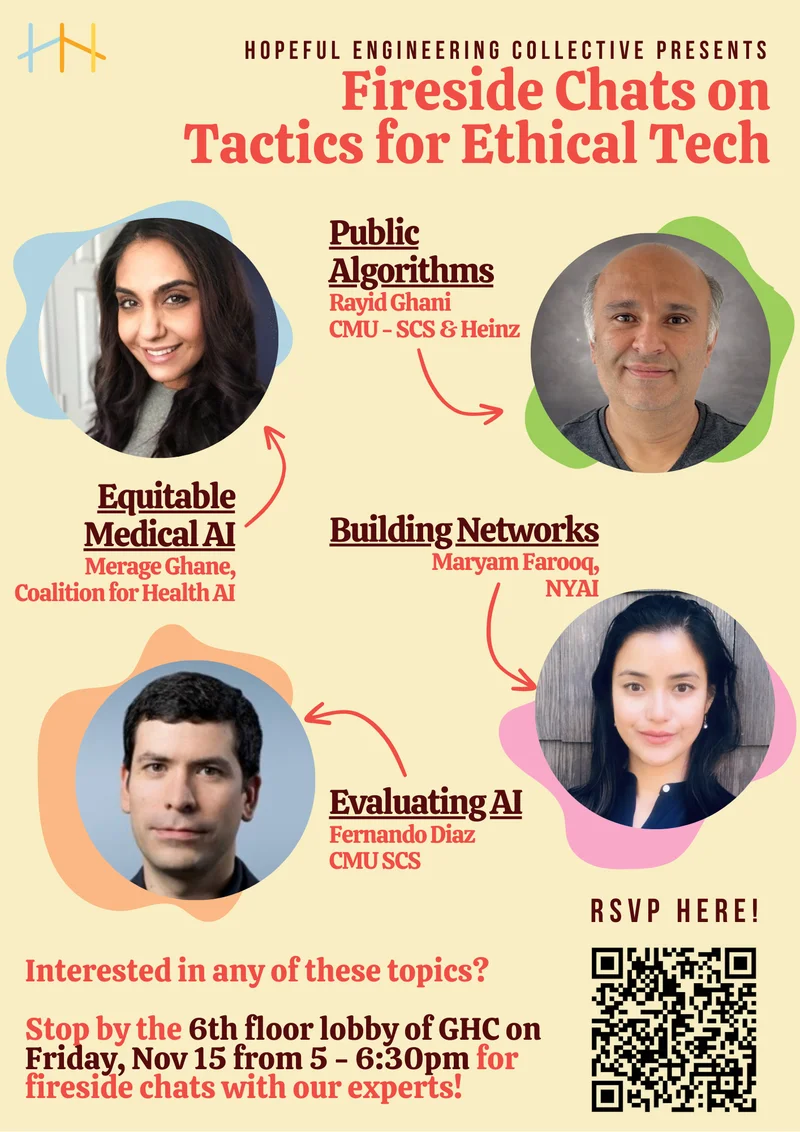 HOPEFUL ENGINEERING COLLECTIVE PRESENTS
Fireside Chats on
Tactics for Ethical Tech
Public
Algorithms
Rayid Ghani
CMU - SCS & Heinz
Equitable
Medical AI
Merage Ghane,
Coalition for Health AI
Building Networks
Maryam Farooq,
NYAI
Evaluating AI
Fernando Diaz
CMU SCS
RSVP HERE!
Interested in any of these topics?
Stop by the 6th floor lobby of GHC on
Friday, Nov 15 from 5 - 6:30pm for
fireside chats with our experts!